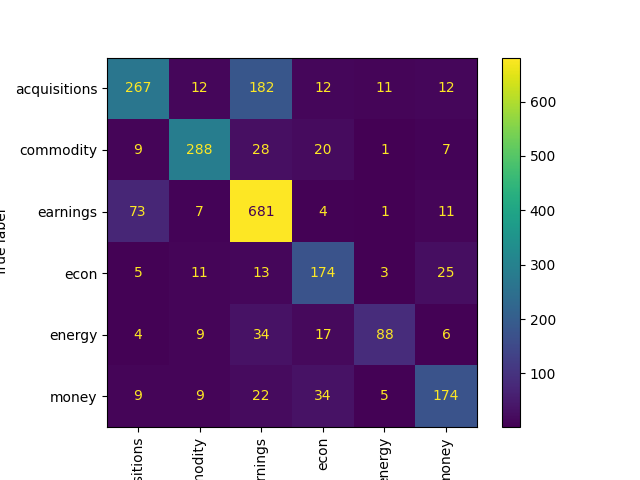 acquisitions 267 12 182 12 11 12
commodity 9 288 28 20 1 7
earnings 73 7 681 4 1 11
econ 5 11 13 174 3 25
energy 4 9 34 17 88 6
money 9 9 22 34 5 174
econ
600
500
400
300
200
100